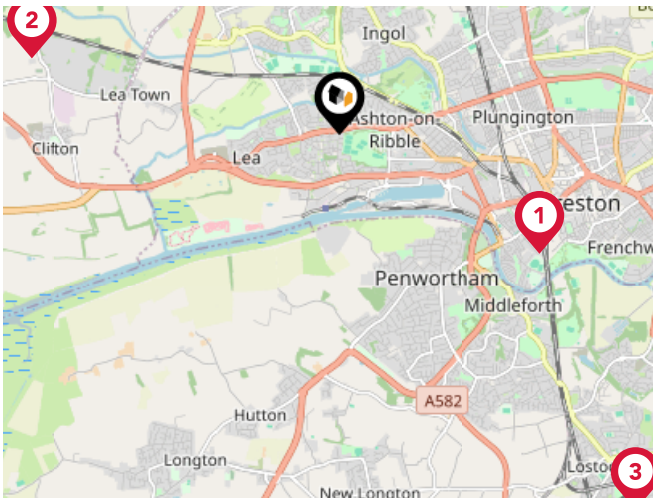 2
Ingol
Lea Town
Ashton-on-
Ribble
Plungington
Clifton
Lea
1
reston
Frenchw
Penwortham
Middleforth
A582
Hutton
Longton
Losto
3
New Longton